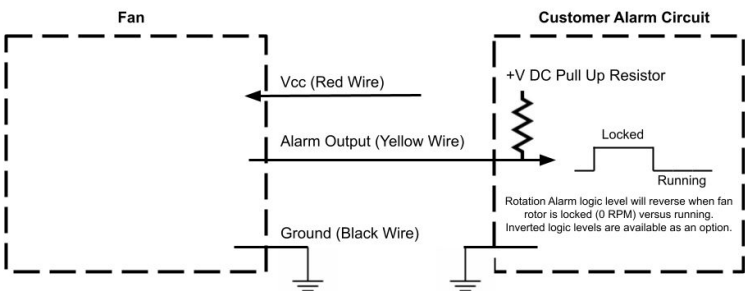 Fan
Customer Alarm Circuit
Vcc (Red Wire)
+V DC Pull Up Resistor
Alarm Output (Yellow Wire)
Locked
Running
Rotation Alarm logic level will reverse when fan
rotor is locked (0 RPM) versus running.
Inverted logic levels are available as an option.
Ground (Black Wire)